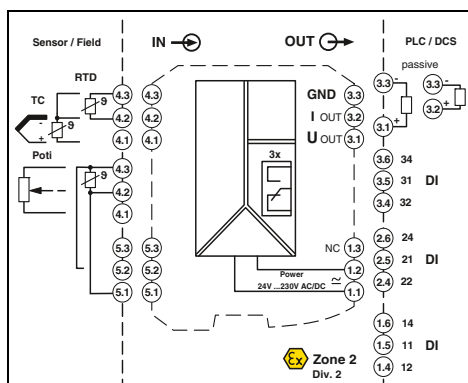 Sensor / Field
IN
OUT
PLC / DCS
passive
RTD
TC
- +
ϑ
ϑ
4.3 4.3
4.2 4.2
4.1 4.1
GND 3.3
I OUT 3.2
U OUT 3.1
3.3 -
3.1 +
3.3 -
3.2 +
Poti
ϑ
4.3 4.3
4.2 4.2
4.1 4.1
3x
3.6 34
3.5 31 DI
3.4 32
5.3 5.3
5.2 5.2
5.1 5.1
NC 1.3
Power 1.2
24V ...230V AC/DC ≃ 1.1
2.6 24
2.5 21 DI
2.4 22
1.6 14
1.5 11 DI
1.4 12
Ex Zone 2
Div. 2